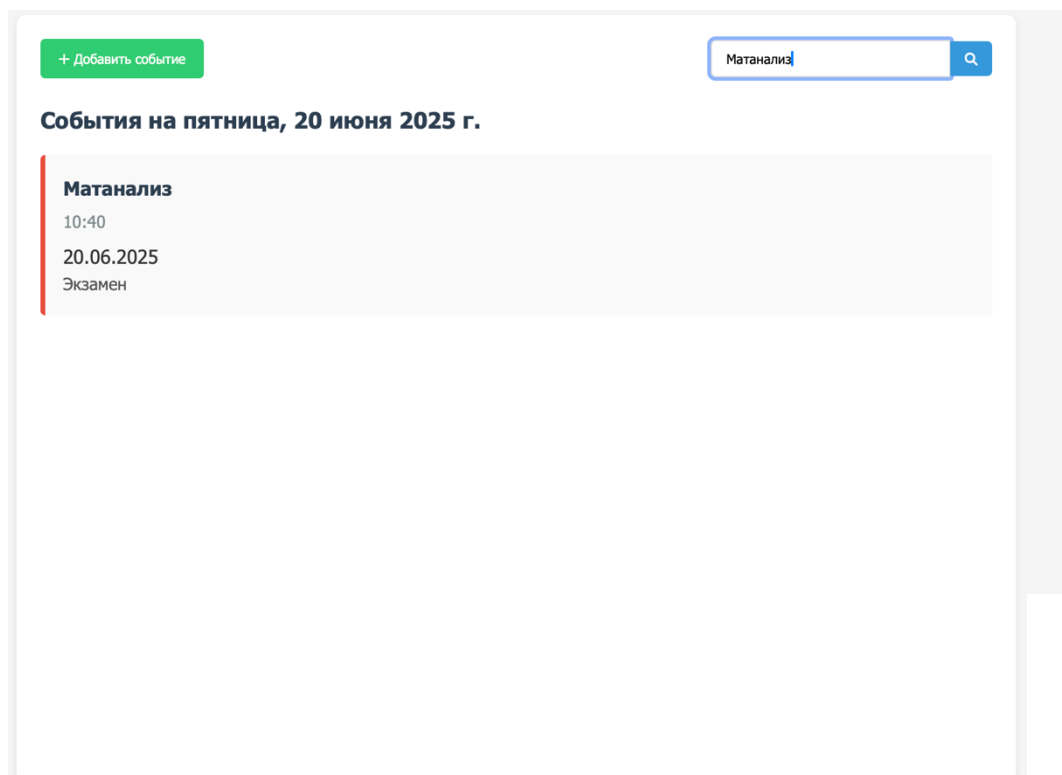 + Добавить событие
Матанализ
События на пятница, 20 июня 2025 г.
Матанализ
10:40
20.06.2025
Экзамен